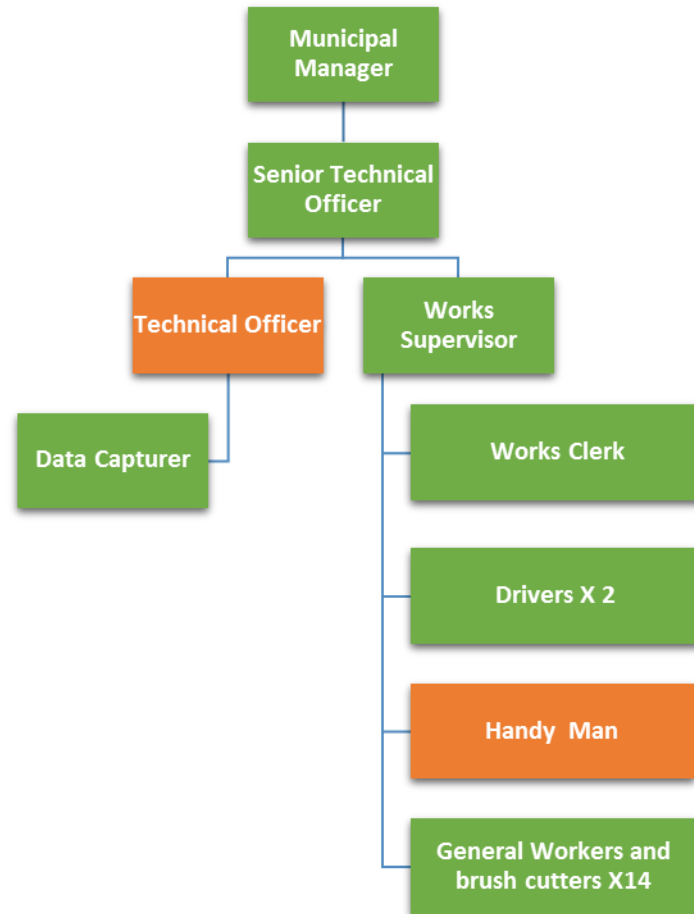 Municipal
Manager
Senior Technical
Officer
Technical Officer
Works
Supervisor
Data Capturer
Works Clerk
Drivers X 2
Handy Man
General Workers and
brush cutters X14